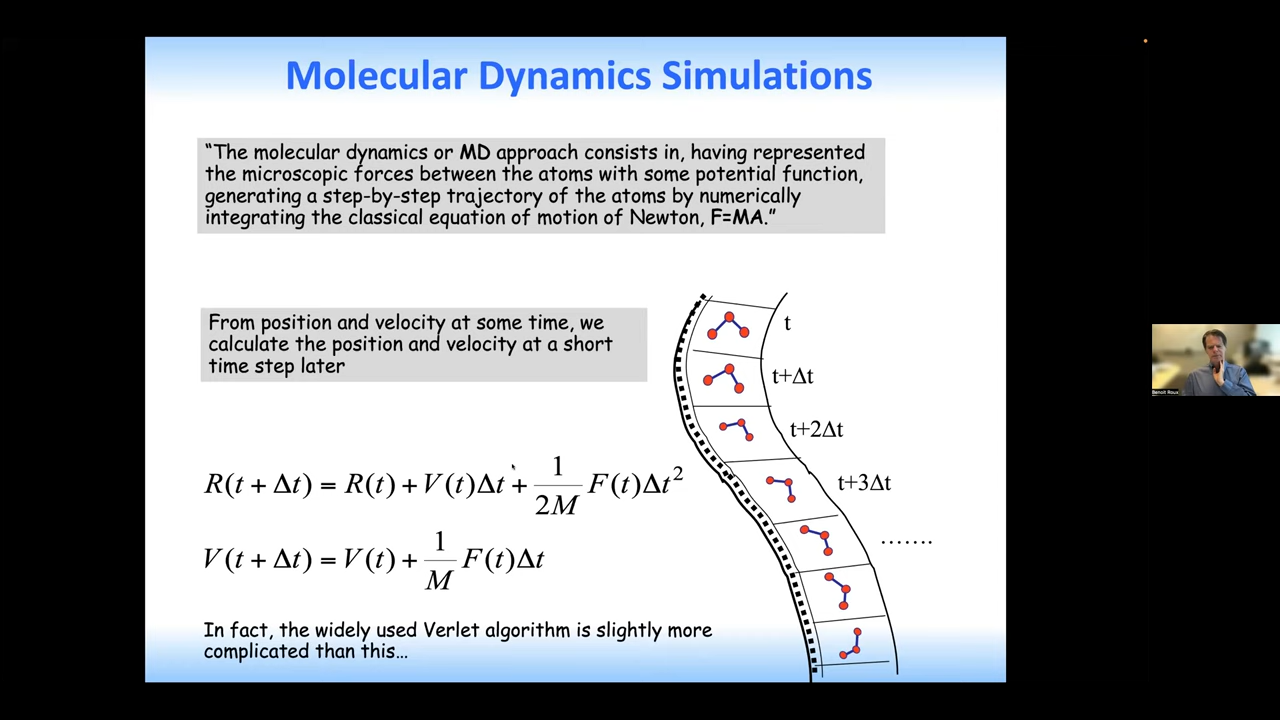 Molecular Dynamics Simulations
“The molecular dynamics or MD approach consists in, having represented
the microscopic forces between the atoms with some potential function,
generating a step-by-step trajectory of the atoms by numerically
integrating the classical equation of motion of Newton, F=MA.”
From position and velocity at some time, we
calculate the position and velocity at a short
time step later
t
t+Δt
t+2Δt
t+3Δt
.......
R(t + Δt) = R(t) + V(t)Δt + 1/2M F(t)Δt²
V(t + Δt) = V(t) + 1/M F(t)Δt
In fact, the widely used Verlet algorithm is slightly more
complicated than this…
Benoit Roux